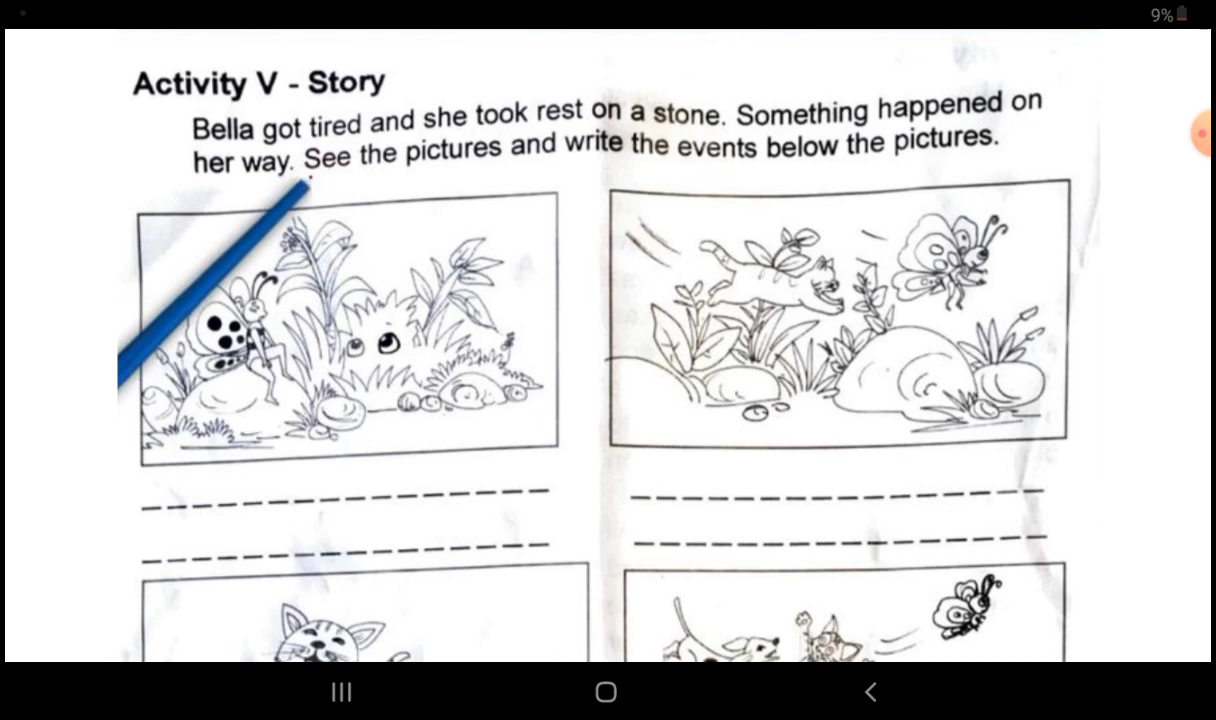 9%
Activity V - Story
Bella got tired and she took rest on a stone. Something happened on
her way. See the pictures and write the events below the pictures.